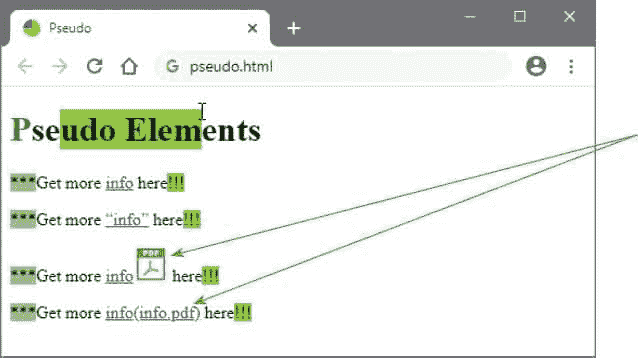 Pseudo
pseudo.html
Pseudo Elements
***Get more info here!!!
***Get more “info” here!!!
PDF
***Get more info here!!!
***Get more info(info.pdf) here!!!